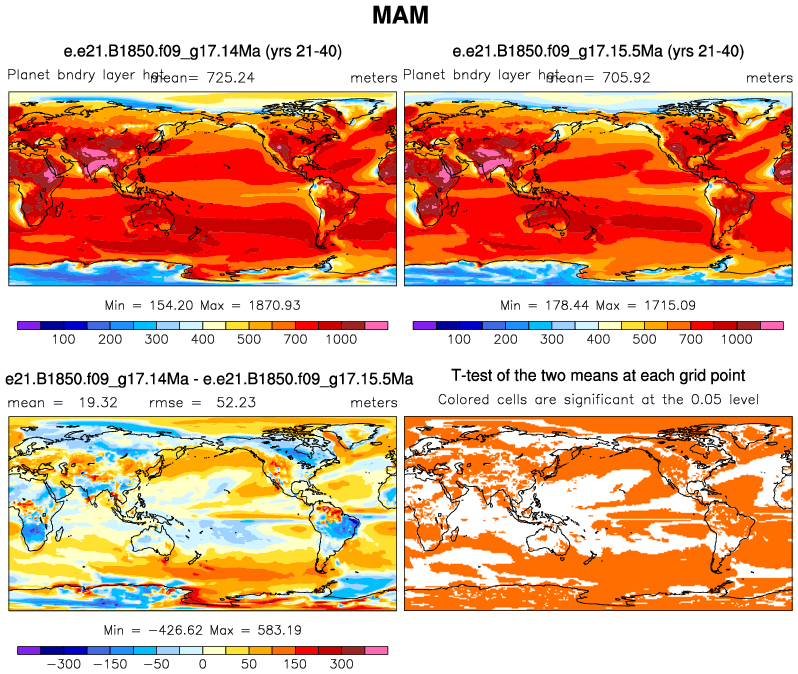 MAM
e.e21.B1850.f09_g17.14Ma (yrs 21-40)
Planet bndry layer hgt mean= 725.24 meters
e.e21.B1850.f09_g17.15.5Ma (yrs 21-40)
Planet bndry layer hgt mean= 705.92 meters
Min = 154.20 Max = 1870.93
100 200 300 400 500 700 1000
Min = 178.44 Max = 1715.09
100 200 300 400 500 700 1000
e21.B1850.f09_g17.14Ma - e.e21.B1850.f09_g17.15.5Ma
mean = 19.32 rmse = 52.23 meters
T-test of the two means at each grid point
Colored cells are significant at the 0.05 level
Min = -426.62 Max = 583.19
-300 -150 -50 0 50 150 300